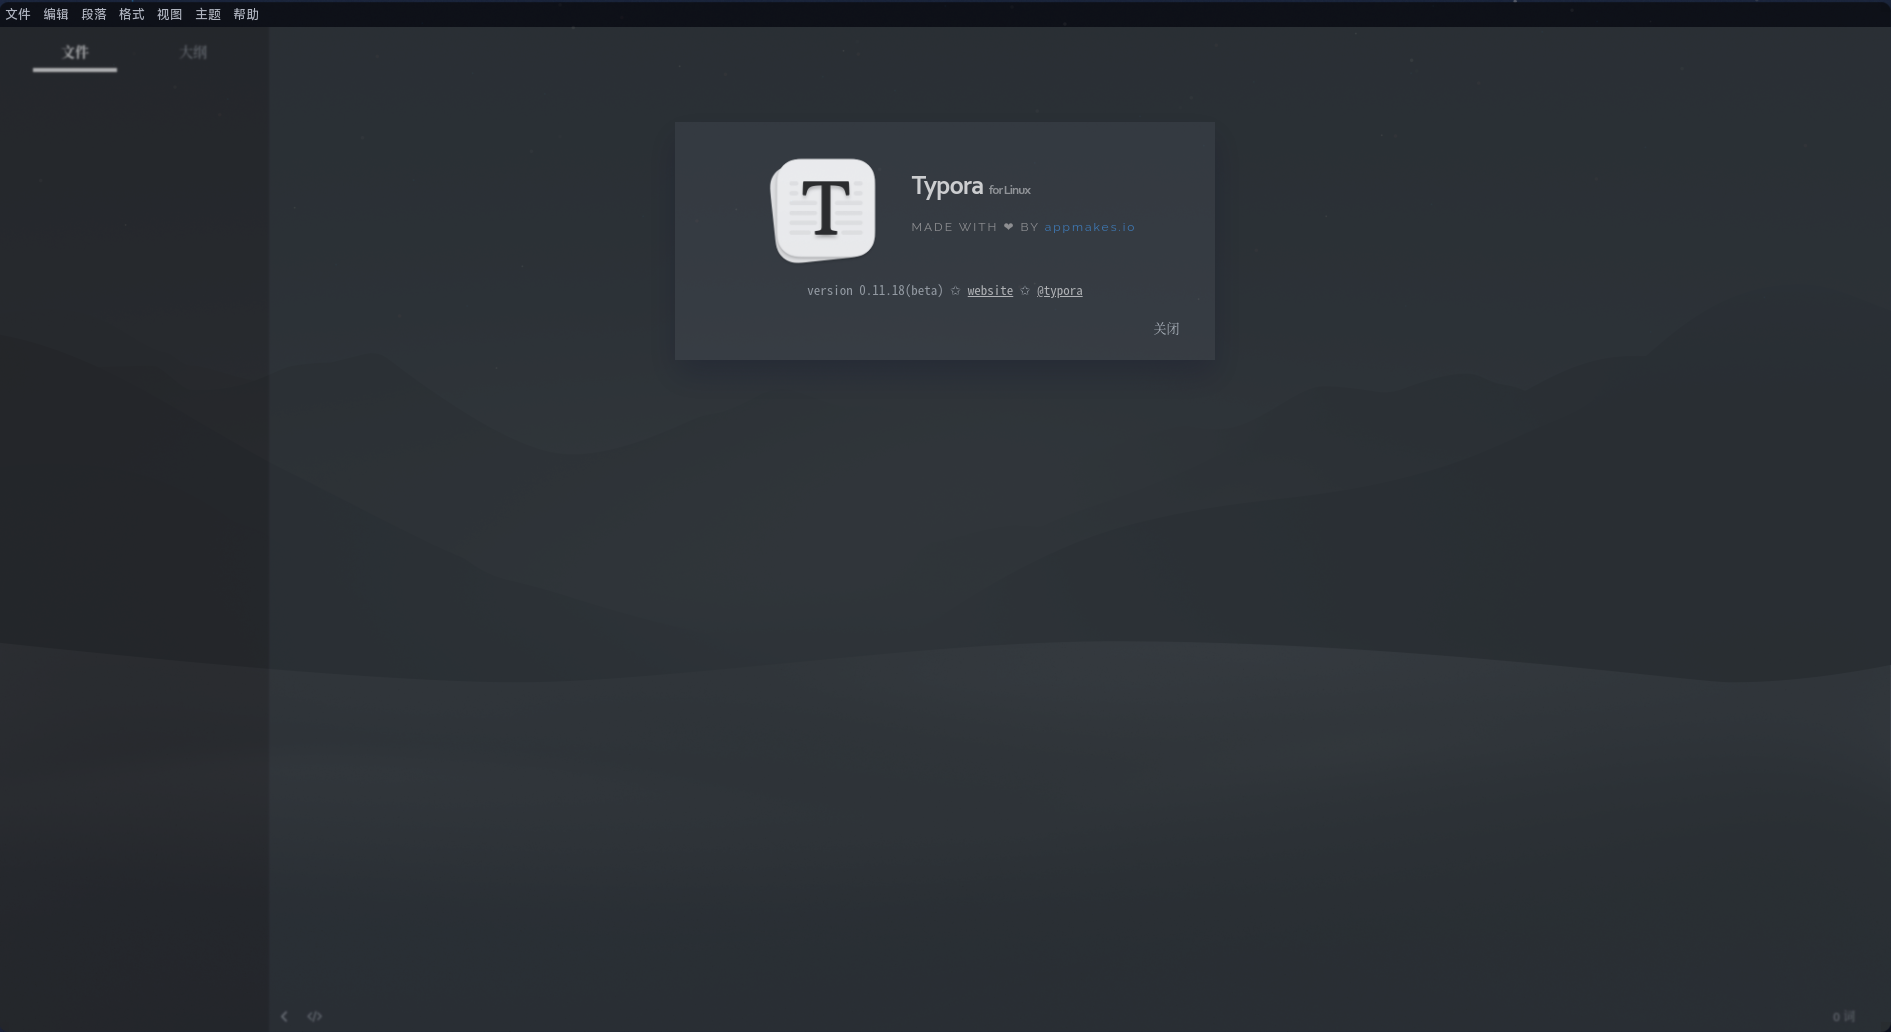 文件 编辑 段落 格式 视图 主题 帮助
文件 大纲
T
Typora for Linux
MADE WITH ❤ BY appmakes.io
version 0.11.18(beta) ✩ website ✩ @typora
关闭
0 词